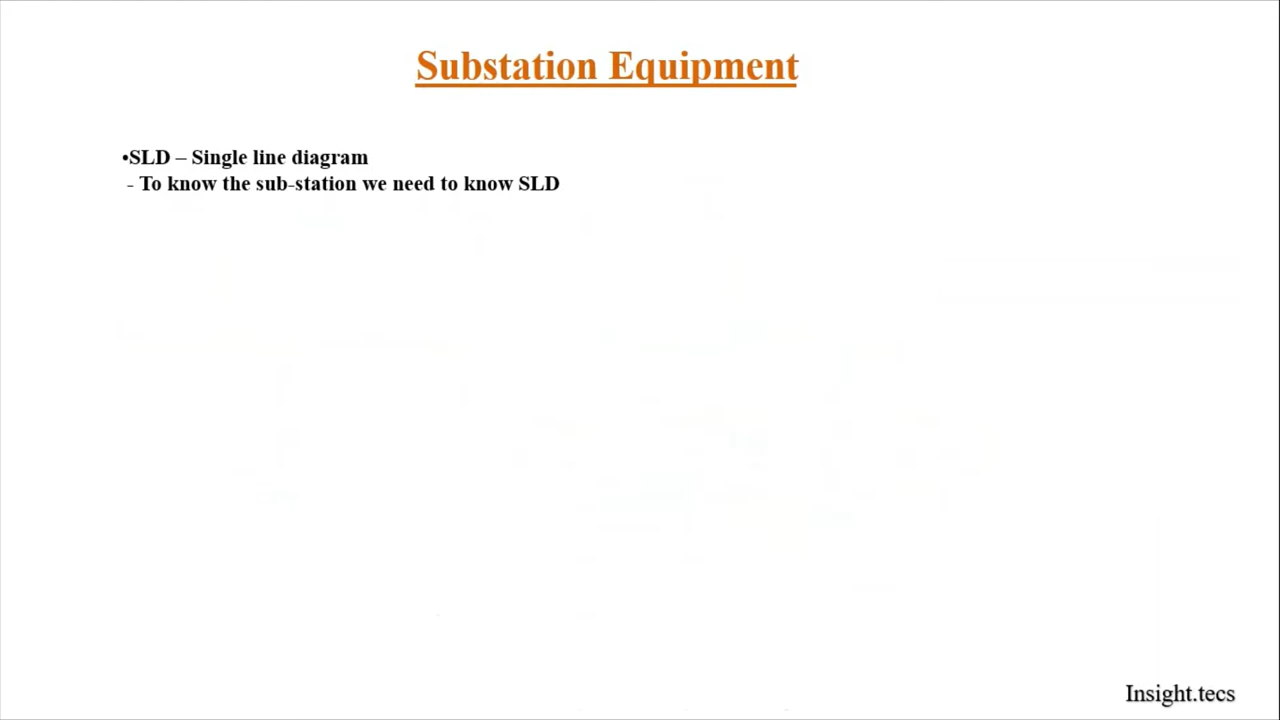 Substation Equipment
•SLD – Single line diagram
- To know the sub-station we need to know SLD
Insight.tecs